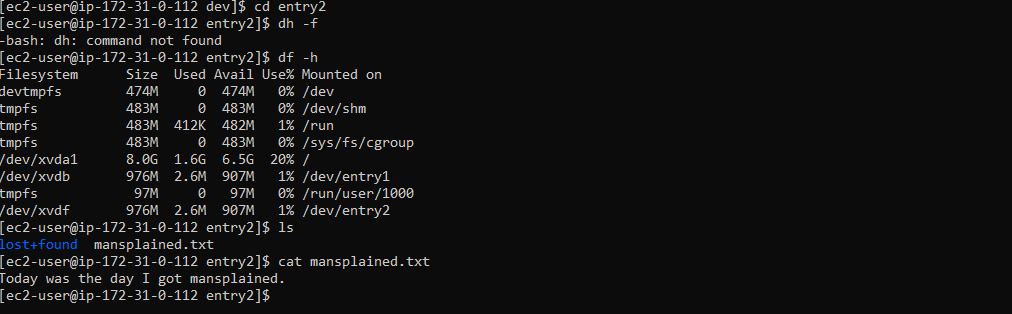 [ec2-user@ip-172-31-0-112 dev]$ cd entry2
[ec2-user@ip-172-31-0-112 entry2]$ dh -f
-bash: dh: command not found
[ec2-user@ip-172-31-0-112 entry2]$ df -h
Filesystem      Size  Used Avail Use% Mounted on
devtmpfs        474M     0  474M   0% /dev
tmpfs           483M     0  483M   0% /dev/shm
tmpfs           483M  412K  482M   1% /run
tmpfs           483M     0  483M   0% /sys/fs/cgroup
/dev/xvda1      8.0G  1.6G  6.5G  20% /
/dev/xvdb       976M  2.6M  907M   1% /dev/entry1
tmpfs            97M     0   97M   0% /run/user/1000
/dev/xvdf       976M  2.6M  907M   1% /dev/entry2
[ec2-user@ip-172-31-0-112 entry2]$ ls
lost+found  mansplained.txt
[ec2-user@ip-172-31-0-112 entry2]$ cat mansplained.txt
Today was the day I got mansplained.
[ec2-user@ip-172-31-0-112 entry2]$